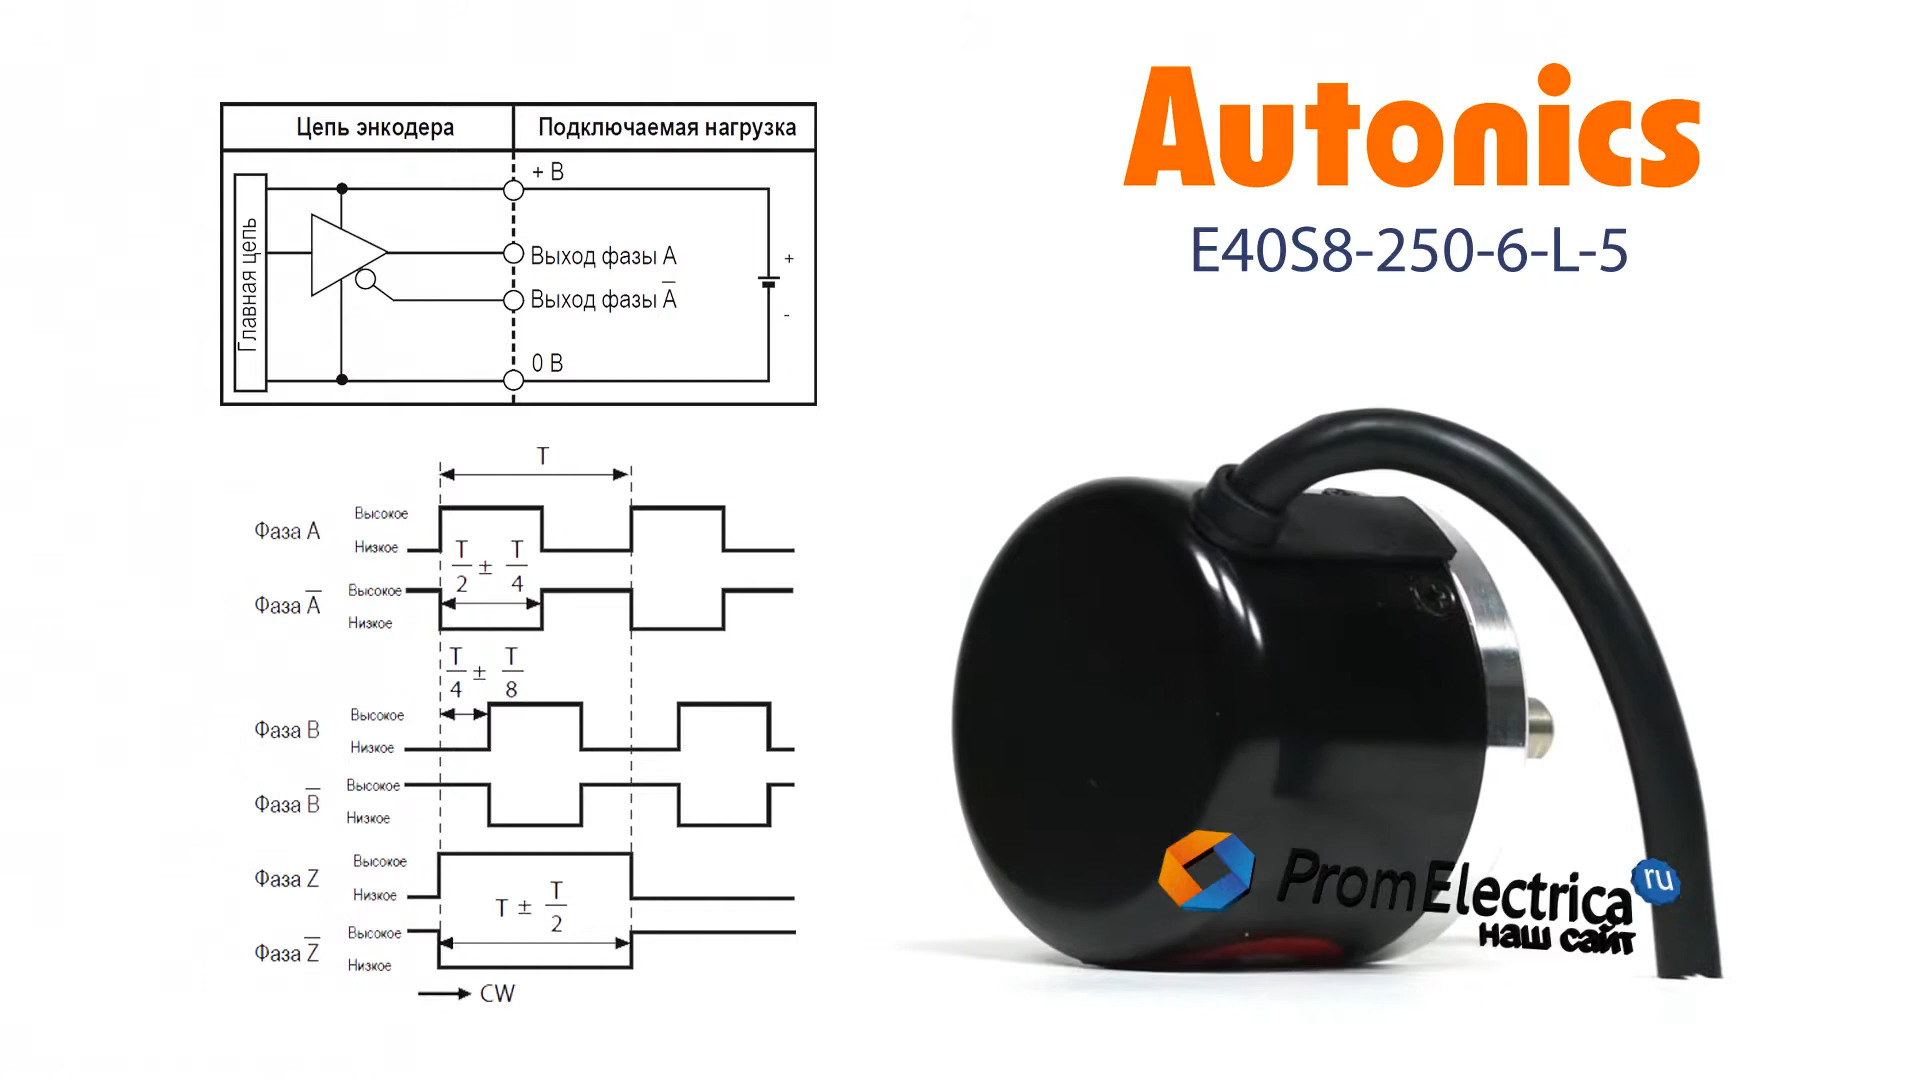 Цепь энкодера
Подключаемая нагрузка
Главная цепь
+ В
Выход фазы A
Выход фазы A̅
0 В
+
-
T
Фаза A
Высокое
Низкое
T/2 ± T/4
Фаза A̅
Высокое
Низкое
T/4 ± T/8
Фаза B
Высокое
Низкое
Фаза B̅
Высокое
Низкое
Фаза Z
Высокое
Низкое
T ± T/2
Фаза Z̅
Высокое
Низкое
CW
Autonics
E40S8-250-6-L-5
PromElectrica ru
наш сайт